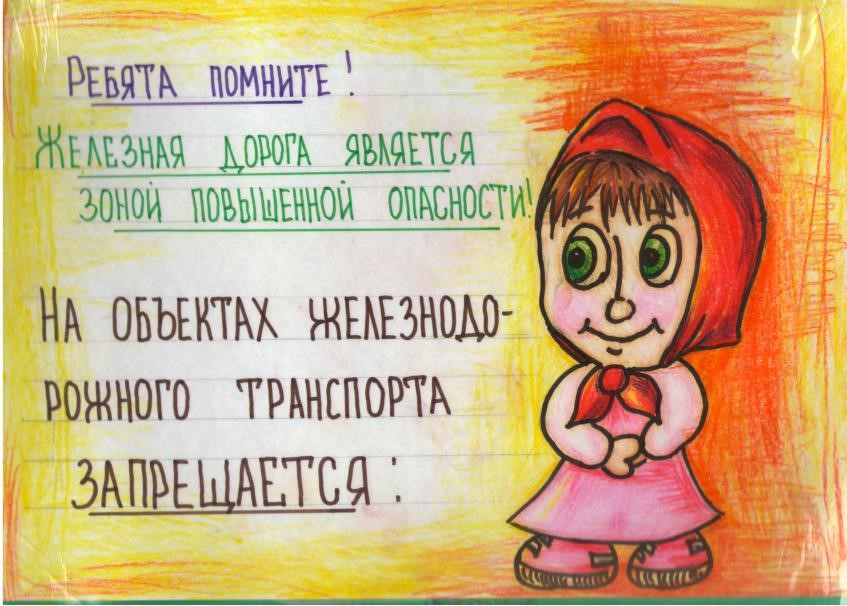 Ребята помните!
Железная дорога является
зоной повышенной опасности!
На объектах железнодо-
рожного транспорта
запрещается: